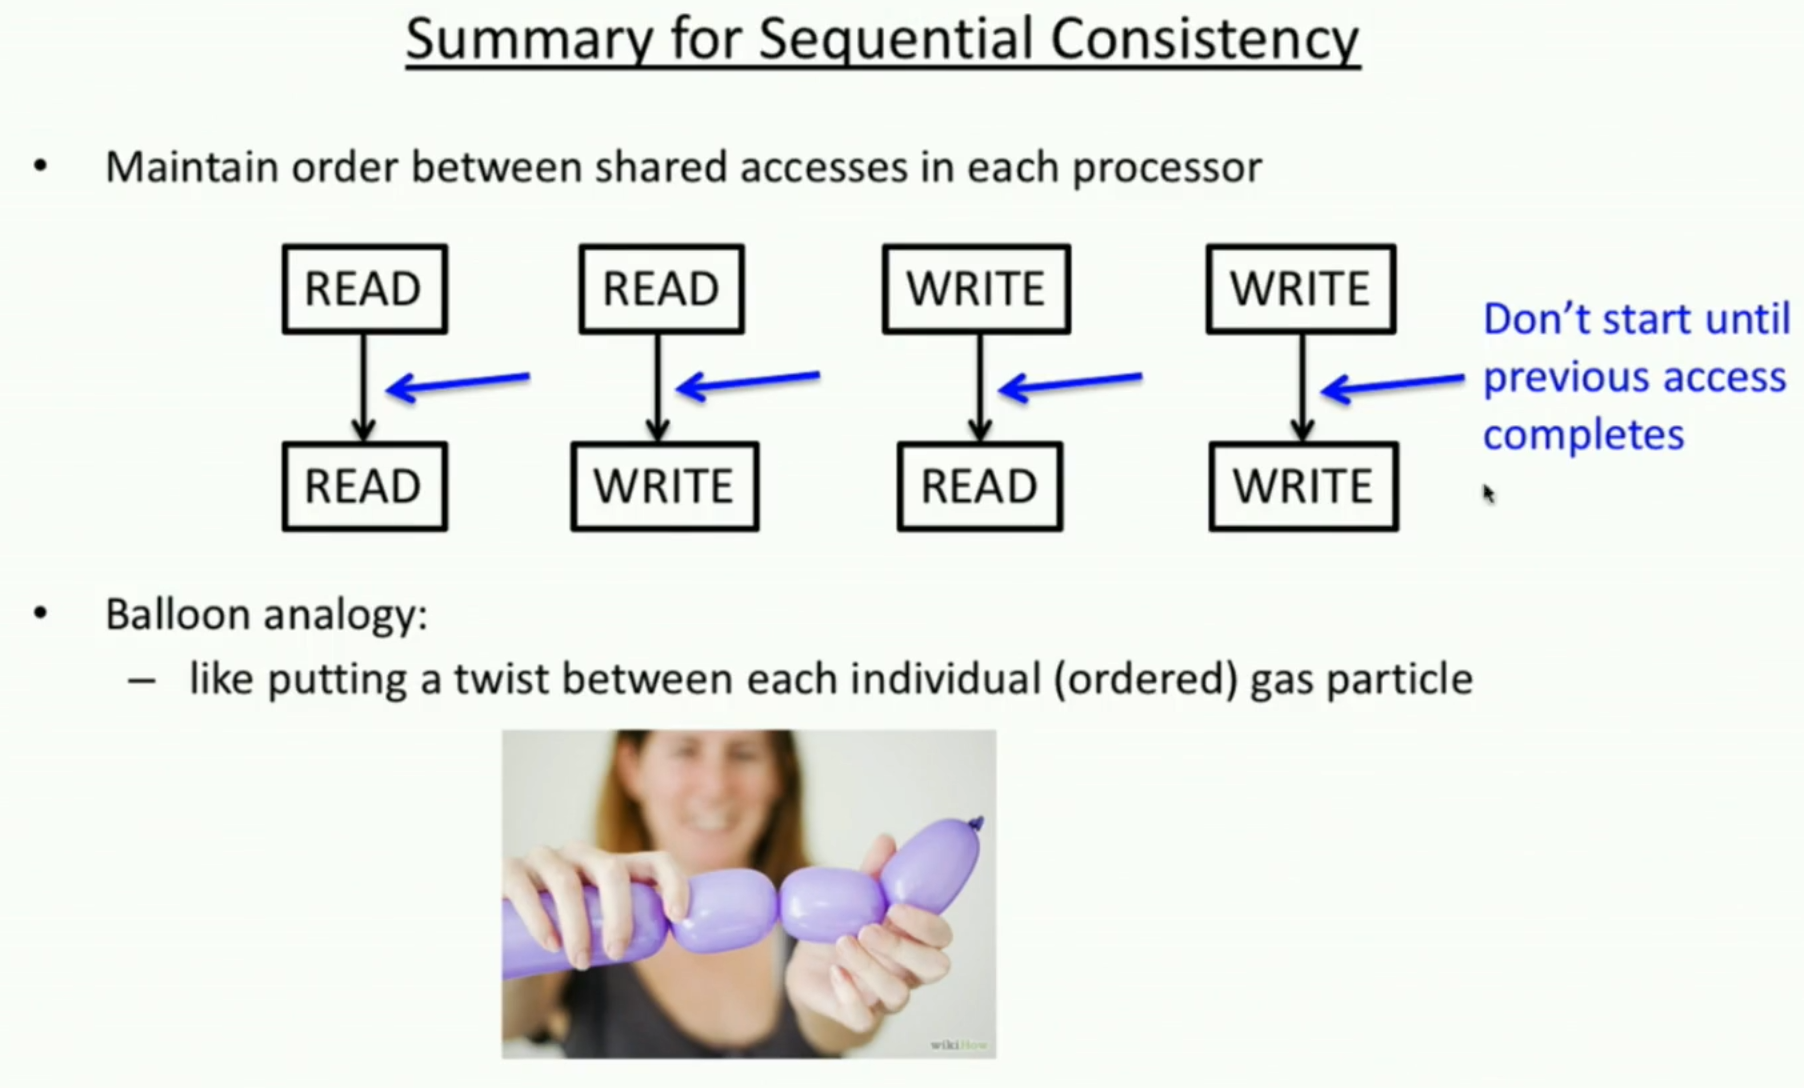 Summary for Sequential Consistency
• Maintain order between shared accesses in each processor
READ READ WRITE WRITE
Don't start until
previous access
completes
READ WRITE READ WRITE
• Balloon analogy:
– like putting a twist between each individual (ordered) gas particle
wikiHow